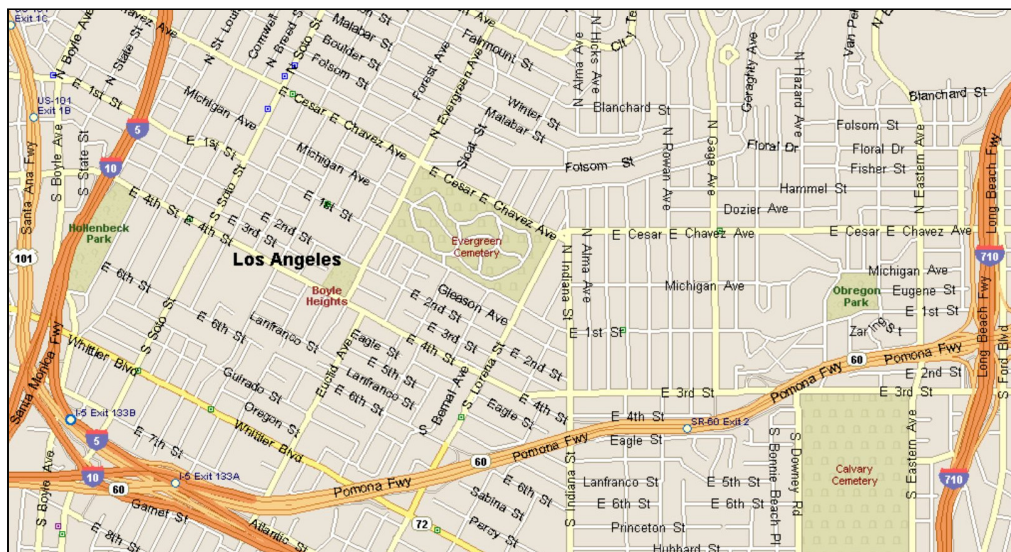 US-101
Exit 1C
N Boyle Ave
N State St
N St Loui
Cornwell
N Breed St
N Soto St
Malabar St
Boulder St
Folsom St
E Cesar E Chavez Ave
Forest Ave
N Evergreen Ave
Fairmount St
Winter St
Malabar St
Sloat St
N Alma Ave
N Hicks Ave
City Te
Blanchard St
Folsom St
N Rowan Ave
N Gage Ave
Geraghty Ave
N Hazard Ave
Van Pel
N E
Blanchard St
Folsom St
Floral Dr
Floral Dr
Fisher St
Hammel St
Dozier Ave
N Eastern Ave
Long Beach Fwy
E 1st St
US-101
Exit 1B
Santa Ana Fwy
S Boyle Ave
S State St
5
10
Michigan Ave
E 1st St
S Soto St
Michigan Ave
E 1st St
E 2nd St
E 3rd St
E 4th St
E 4th St
E Cesar E Chavez Ave
Evergreen
Cemetery
Hollenbeck
Park
101
Los Angeles
Boyle
Heights
E 6th St
E 6th St
S Soto St
Lanfranco St
Gleason Ave
E 2nd St
E 3rd St
E 4th St
E 2nd St
Eagle St
E 5th St
Lanfranco St
E 6th St
Euclid Ave
S Bernal Ave
S Lorena St
N Indiana St
N Alma Ave
E Cesar E Chavez Ave
Michigan Ave
E 1st St
Michigan Ave
Eugene St
E 1st St
Obregon
Park
Zaring St
710
Long Beach Fwy
S Ford Blvd
Pomona Fwy
60
Pomona Fwy
E 2nd St
E 3rd St
E 3rd St
E 4th St
E 4th St
Eagle St
Eagle St
SR-60 Exit 2
Santa Monica Fwy
Whittier Blvd
Guirado St
Oregon St
Whittier Blvd
I-5 Exit 133B
5
E 7th St
10
60
I-5 Exit 133A
S Boyle Ave
Garnet St
E 8th St
Atlantic St
Pomona Fwy
60
Pomona Fwy
72
Sabina St
Percy St
S Indiana St
Lanfranco St
E 6th St
Princeton St
Hubbard St
E 5th St
E 6th St
S Bonnie Beach Pl
S Downey Rd
Calvary
Cemetery
S Eastern Ave
710